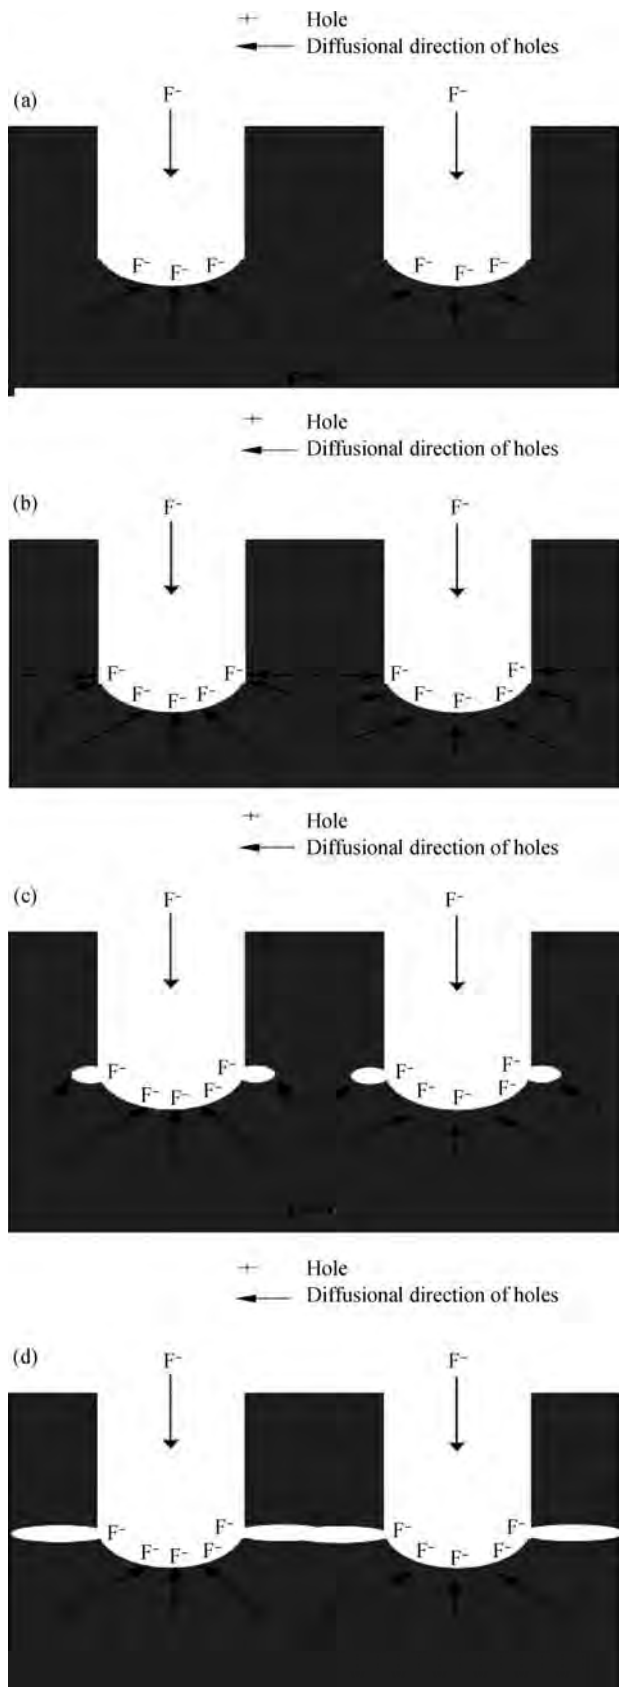 Hole
Diffusional direction of holes
(a)
F⁻ F⁻
F⁻ F⁻ F⁻ F⁻ F⁻ F⁻
Hole
Diffusional direction of holes
(b)
F⁻ F⁻
F⁻ F⁻ F⁻ F⁻
F⁻ F⁻ F⁻ F⁻ F⁻ F⁻
Hole
Diffusional direction of holes
(c)
F⁻ F⁻
F⁻ F⁻ F⁻ F⁻
F⁻ F⁻ F⁻ F⁻ F⁻ F⁻
Hole
Diffusional direction of holes
(d)
F⁻ F⁻
F⁻ F⁻ F⁻ F⁻
F⁻ F⁻ F⁻ F⁻ F⁻ F⁻